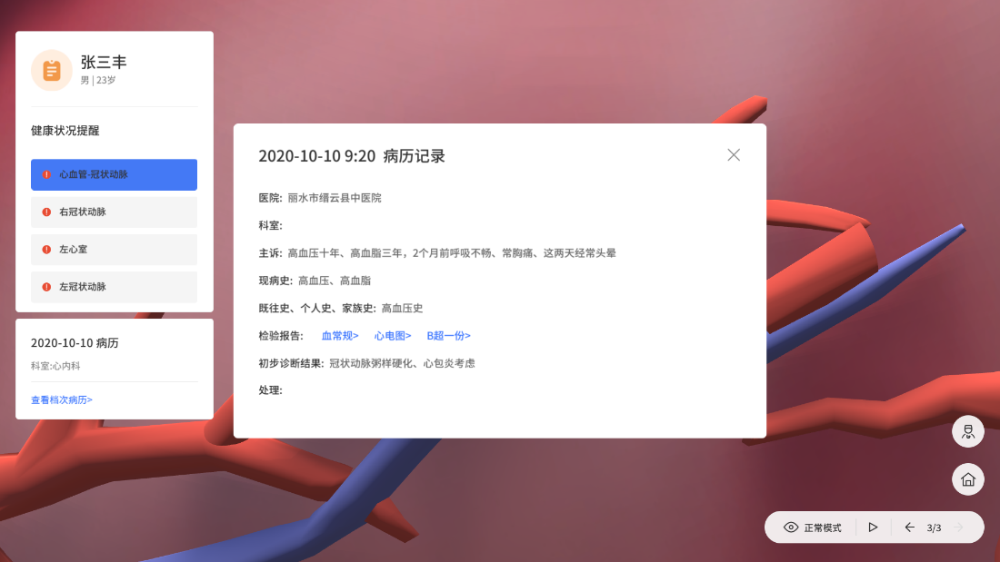 张三丰
男 | 23岁
健康状况提醒
心血管-冠状动脉
右冠状动脉
左心室
左冠状动脉
2020-10-10 病历
科室:心内科
查看档次病历>
2020-10-10 9:20 病历记录
医院: 丽水市缙云县中医院
科室:
主诉: 高血压十年、高血脂三年，2个月前呼吸不畅、常胸痛、这两天经常头晕
现病史: 高血压、高血脂
既往史、个人史、家族史: 高血压史
检验报告: 血常规> 心电图> B超一份>
初步诊断结果: 冠状动脉粥样硬化、心包炎考虑
处理:
正常模式
3/3